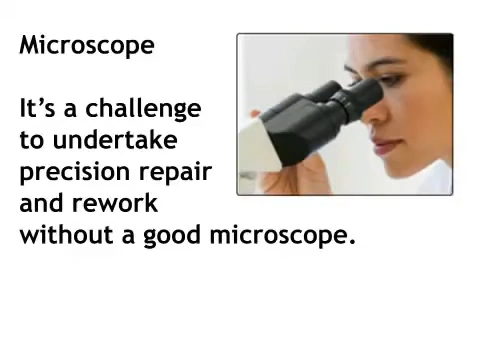 Microscope
It’s a challenge
to undertake
precision repair
and rework
without a good microscope.